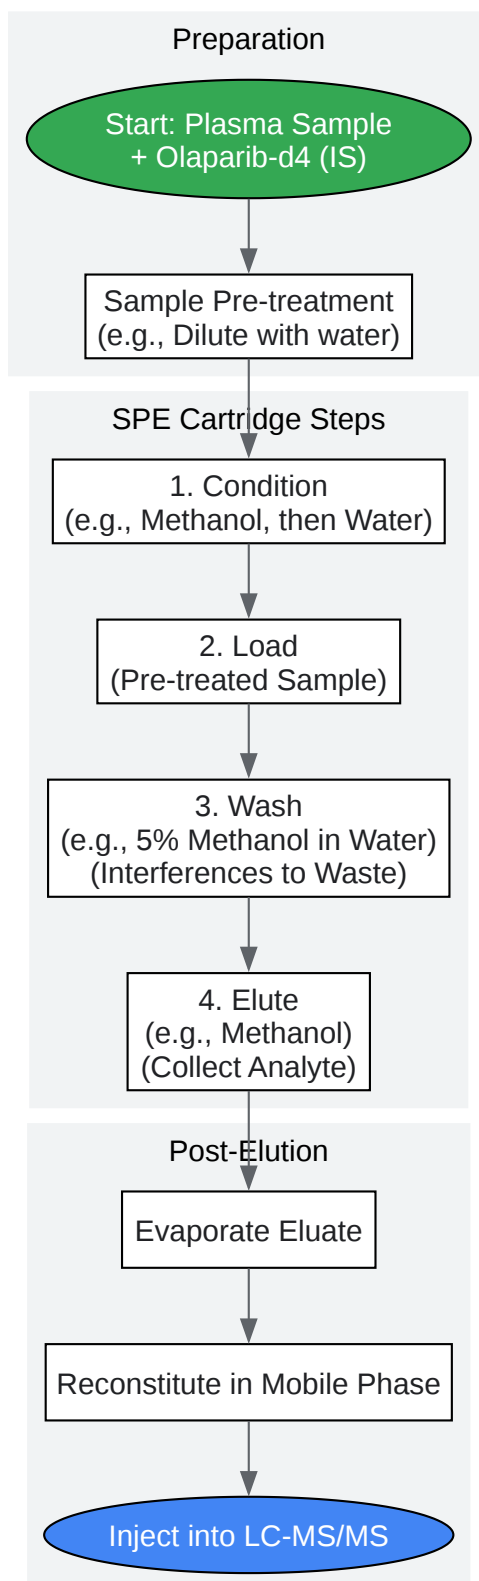 Preparation
Start: Plasma Sample
+ Olaparib-d4 (IS)
Sample Pre-treatment
(e.g., Dilute with water)
SPE Cartridge Steps
1. Condition
(e.g., Methanol, then Water)
2. Load
(Pre-treated Sample)
3. Wash
(e.g., 5% Methanol in Water)
(Interferences to Waste)
4. Elute
(e.g., Methanol)
(Collect Analyte)
Post-Elution
Evaporate Eluate
Reconstitute in Mobile Phase
Inject into LC-MS/MS